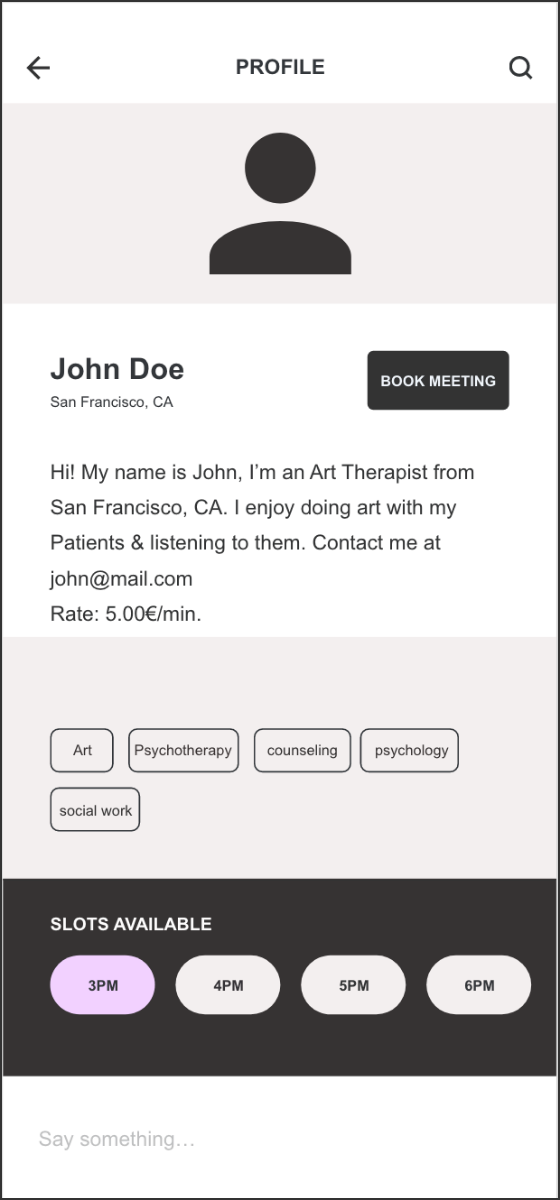 PROFILE
John Doe
San Francisco, CA
BOOK MEETING
Hi! My name is John, I’m an Art Therapist from
San Francisco, CA. I enjoy doing art with my
Patients & listening to them. Contact me at
john@mail.com
Rate: 5.00€/min.
Art Psychotherapy counseling psychology
social work
SLOTS AVAILABLE
3PM 4PM 5PM 6PM
Say something…